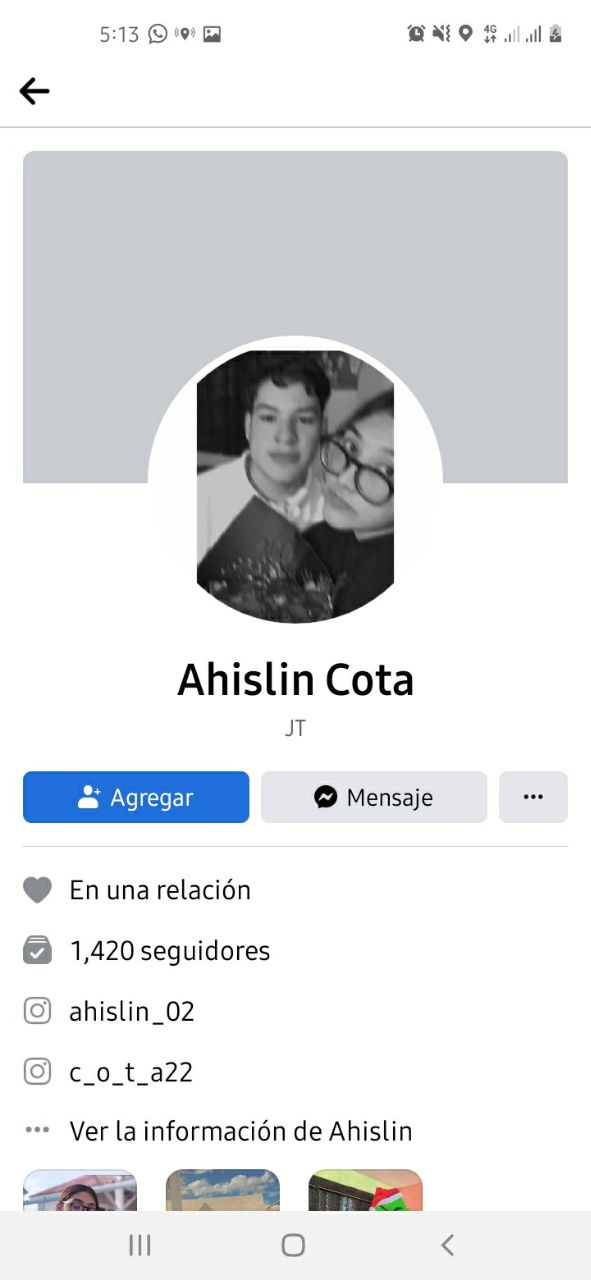 5:13
4G
Ahislin Cota
JT
Agregar
Mensaje
En una relación
1,420 seguidores
ahislin_02
c_o_t_a22
Ver la información de Ahislin